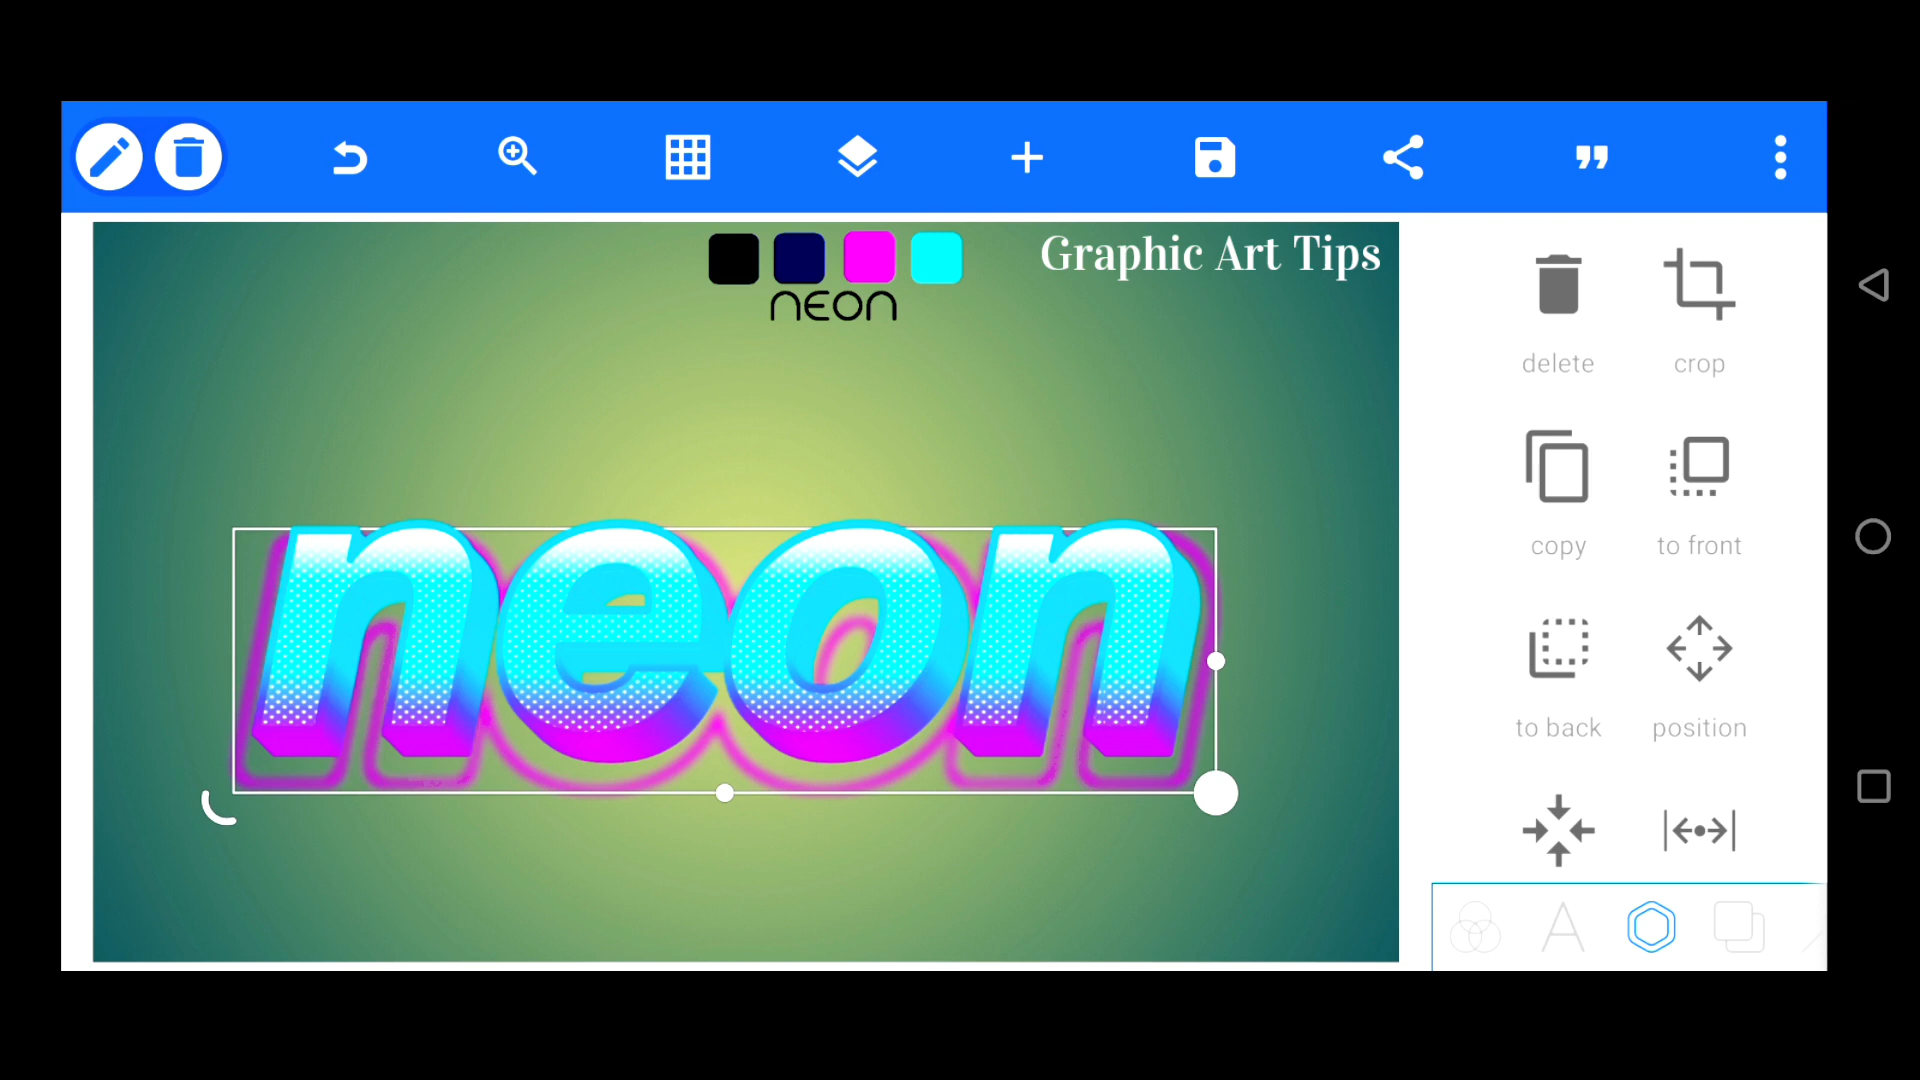 Graphic Art Tips
neon
neon
delete
crop
copy
to front
to back
position